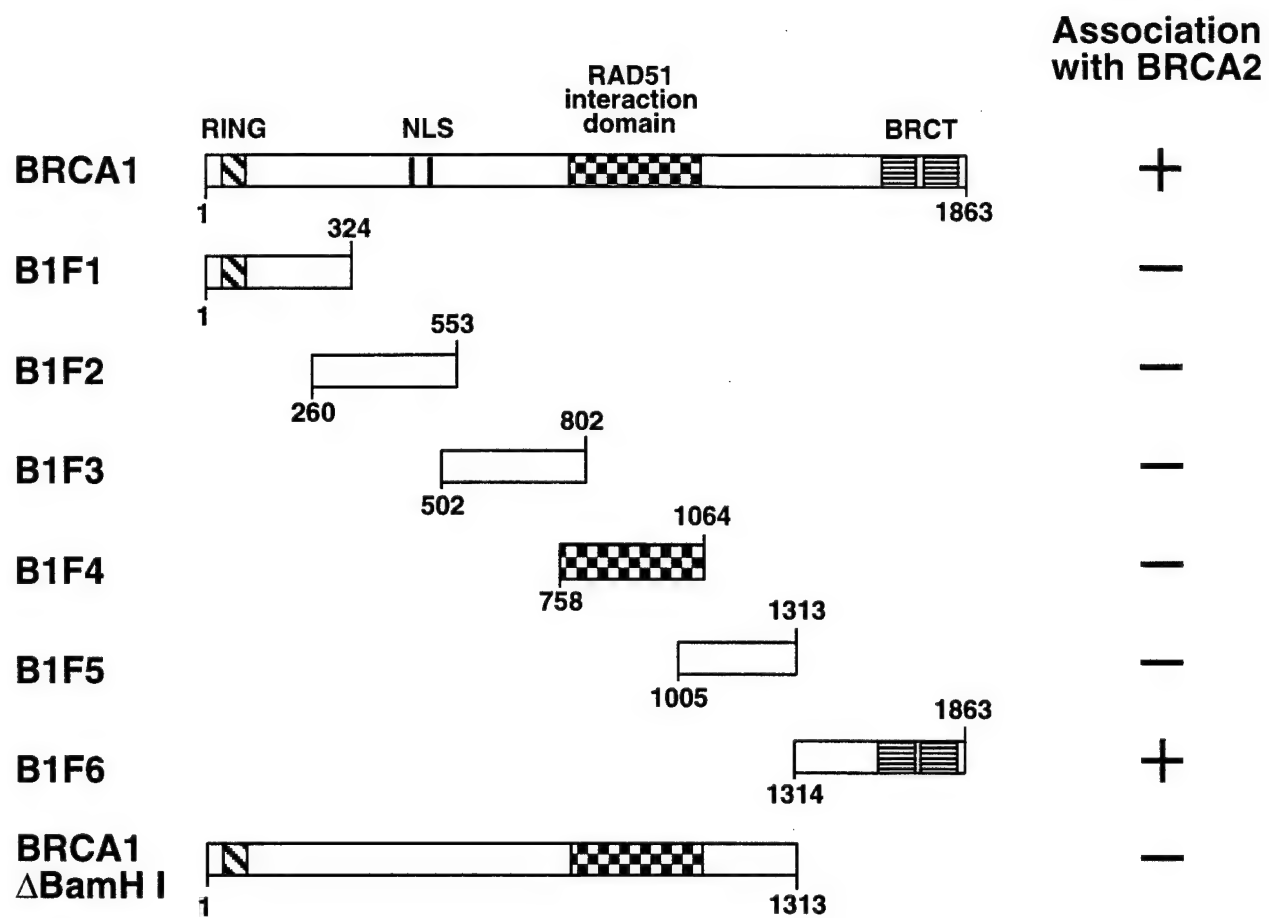 Association
with BRCA2
RAD51
interaction
domain
RING
NLS
BRCT
BRCA1
+
1
1863
324
B1F1
−
1
553
B1F2
−
260
802
B1F3
−
502
1064
B1F4
−
758
1313
B1F5
−
1005
1863
B1F6
+
1314
BRCA1
ΔBamH I
−
1
1313